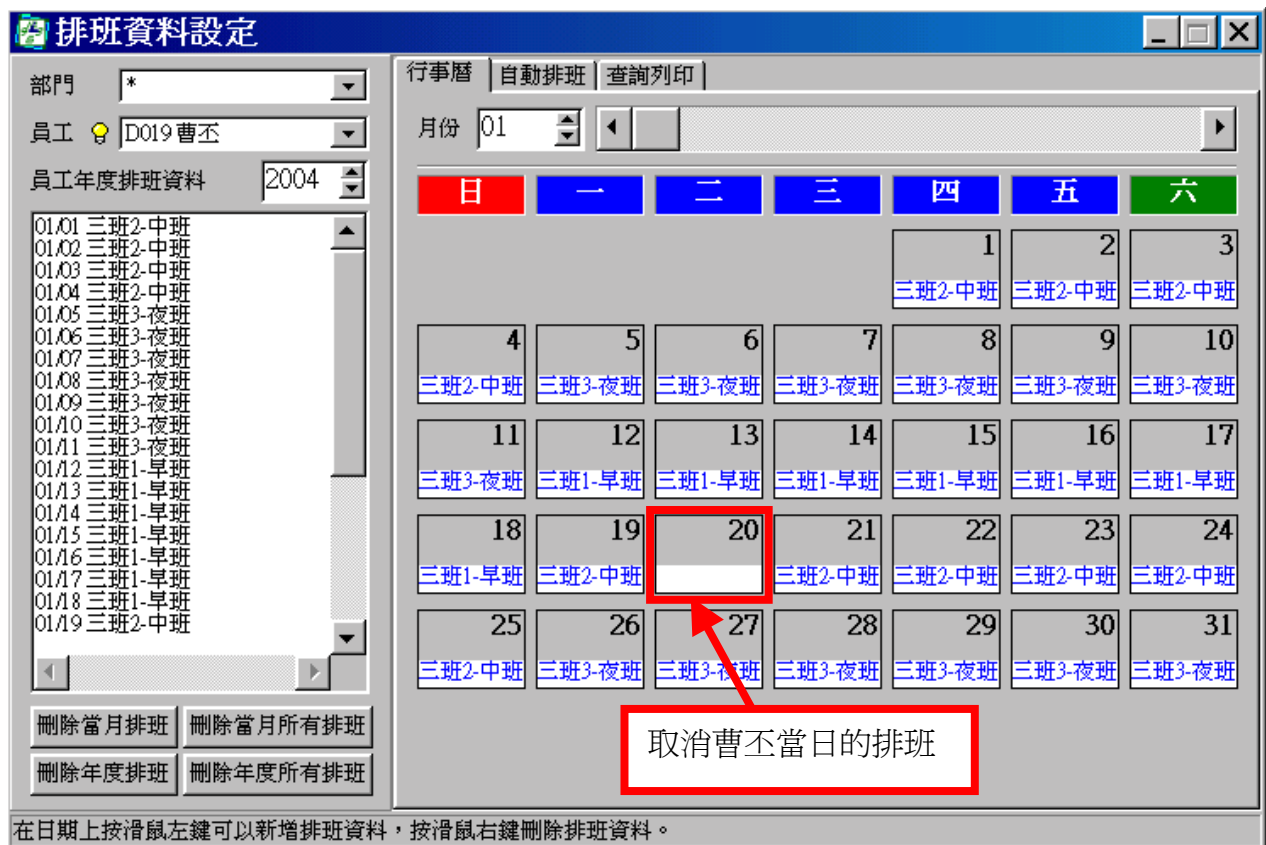 排班資料設定
部門 *
員工 D019曹丕
員工年度排班資料 2004
01/01 三班2-中班
01/02 三班2-中班
01/03 三班2-中班
01/04 三班2-中班
01/05 三班3-夜班
01/06 三班3-夜班
01/07 三班3-夜班
01/08 三班3-夜班
01/09 三班3-夜班
01/10 三班3-夜班
01/11 三班3-夜班
01/12 三班1-早班
01/13 三班1-早班
01/14 三班1-早班
01/15 三班1-早班
01/16 三班1-早班
01/17 三班1-早班
01/18 三班1-早班
01/19 三班2-中班
刪除當月排班 刪除當月所有排班
刪除年度排班 刪除年度所有排班
行事曆 自動排班 查詢列印
月份 01
日 一 二 三 四 五 六
1 2 3
三班2-中班 三班2-中班 三班2-中班
4 5 6 7 8 9 10
三班2-中班 三班3-夜班 三班3-夜班 三班3-夜班 三班3-夜班 三班3-夜班 三班3-夜班
11 12 13 14 15 16 17
三班3-夜班 三班1-早班 三班1-早班 三班1-早班 三班1-早班 三班1-早班 三班1-早班
18 19 20 21 22 23 24
三班1-早班 三班2-中班 三班2-中班 三班2-中班 三班2-中班 三班2-中班
25 26 27 28 29 30 31
三班2-中班 三班3-夜班 三班3-夜班 三班3-夜班 三班3-夜班 三班3-夜班 三班3-夜班
取消曹丕當日的排班
在日期上按滑鼠左鍵可以新增排班資料，按滑鼠右鍵刪除排班資料。